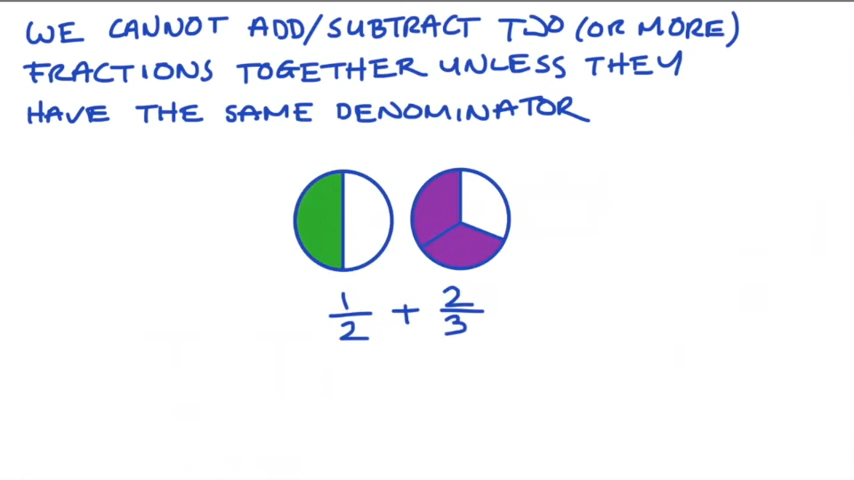 WE CANNOT ADD/SUBTRACT TWO (OR MORE)
FRACTIONS TOGETHER UNLESS THEY
HAVE THE SAME DENOMINATOR
1/2 + 2/3